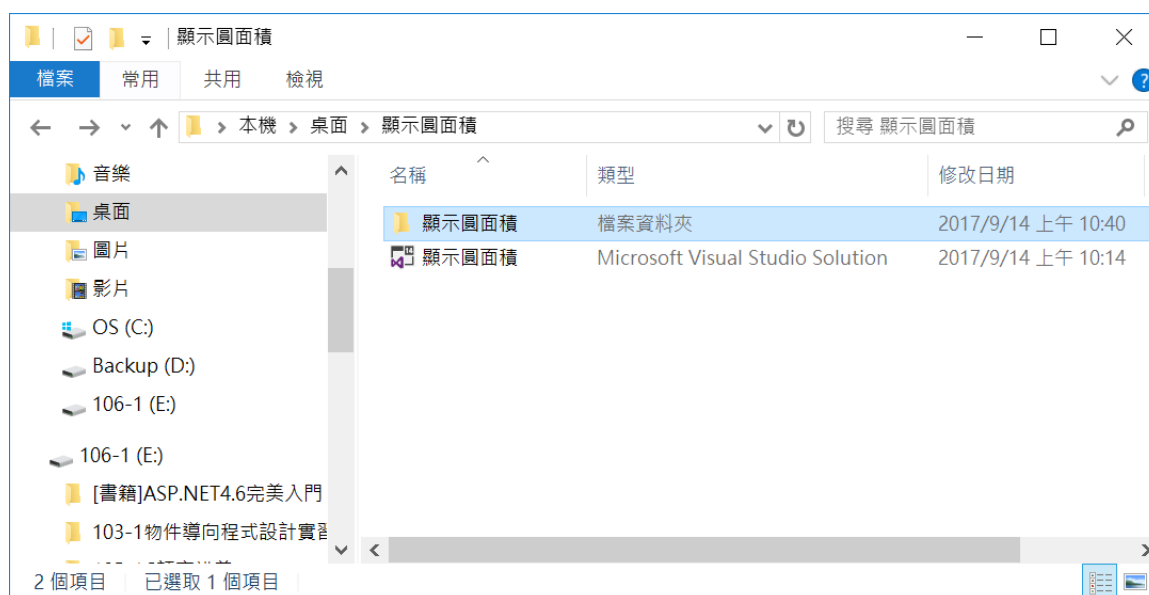 顯示圓面積
檔案 常用 共用 檢視
本機 桌面 顯示圓面積 搜尋 顯示圓面積
音樂
桌面
圖片
影片
OS (C:)
Backup (D:)
106-1 (E:)
106-1 (E:)
[書籍]ASP.NET4.6完美入門
103-1物件導向程式設計實習
名稱 類型 修改日期
顯示圓面積 檔案資料夾 2017/9/14 上午 10:40
顯示圓面積 Microsoft Visual Studio Solution 2017/9/14 上午 10:14
2 個項目 已選取 1 個項目